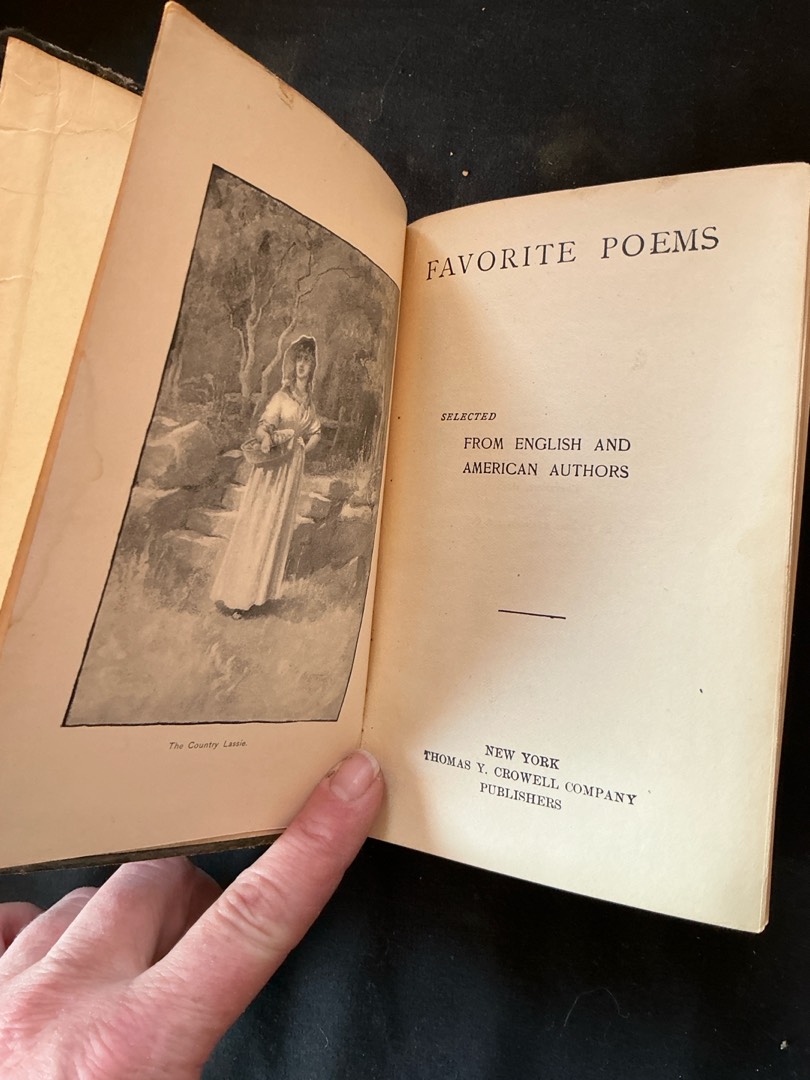 The Country Lassie.
FAVORITE POEMS
SELECTED
FROM ENGLISH AND
AMERICAN AUTHORS
NEW YORK
THOMAS Y. CROWELL COMPANY
PUBLISHERS